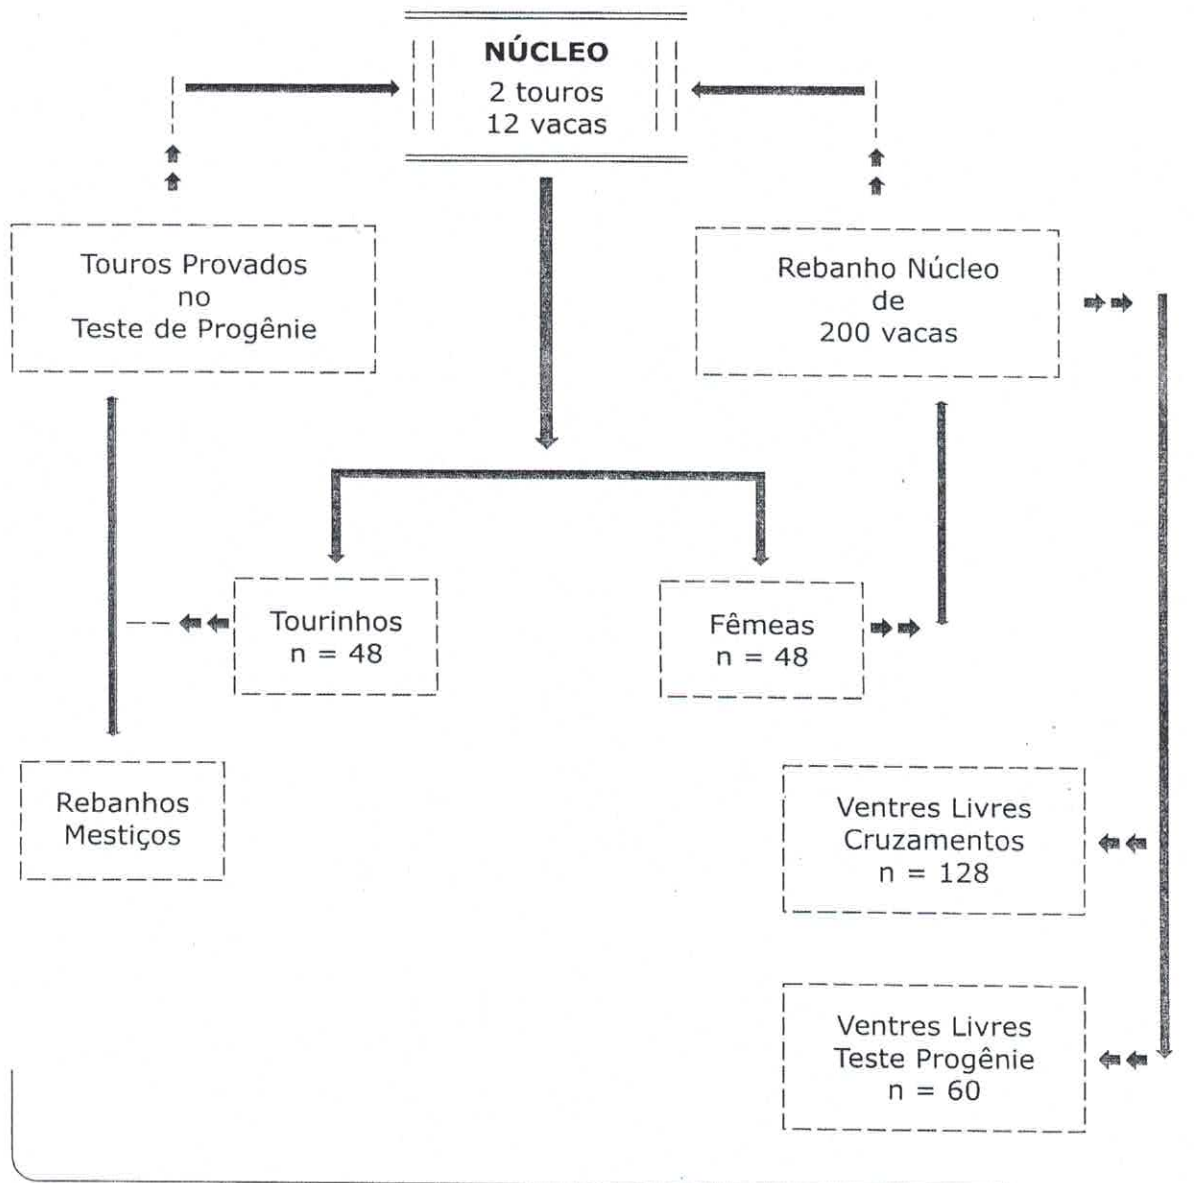 NÚCLEO
2 touros
12 vacas
Touros Provados
no
Teste de Progênie
Rebanho Núcleo
de
200 vacas
Tourinhos
n = 48
Fêmeas
n = 48
Rebanhos
Mestiços
Ventres Livres
Cruzamentos
n = 128
Ventres Livres
Teste Progênie
n = 60